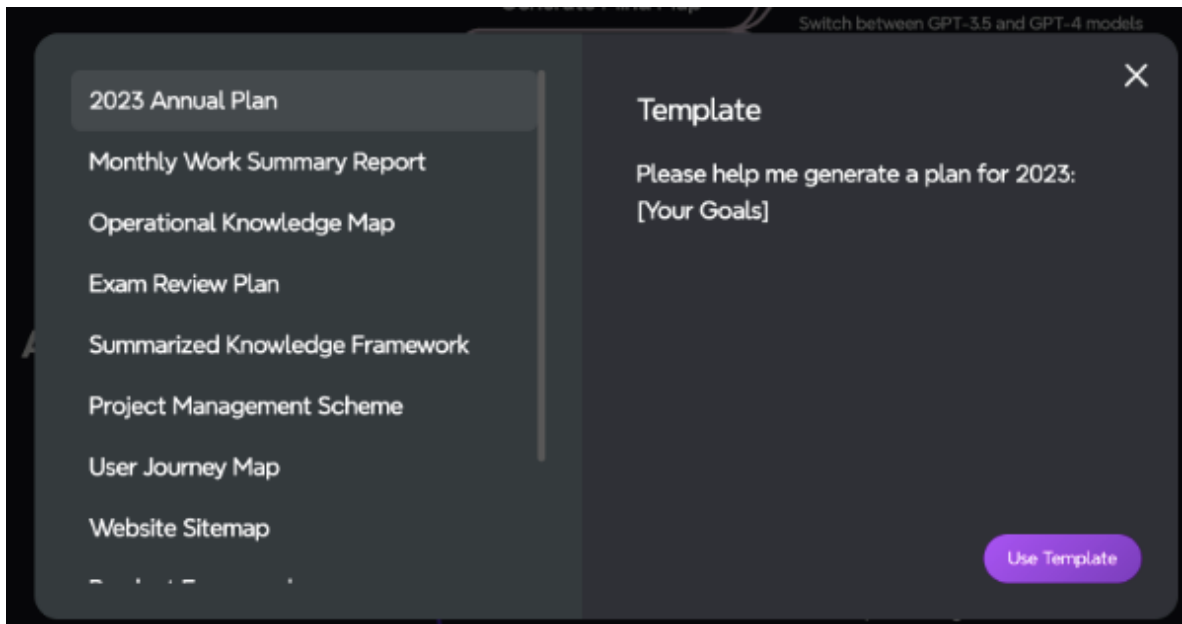 Switch between GPT-3.5 and GPT-4 models
2023 Annual Plan
Monthly Work Summary Report
Operational Knowledge Map
Exam Review Plan
Summarized Knowledge Framework
Project Management Scheme
User Journey Map
Website Sitemap
Template
Please help me generate a plan for 2023:
[Your Goals]
Use Template